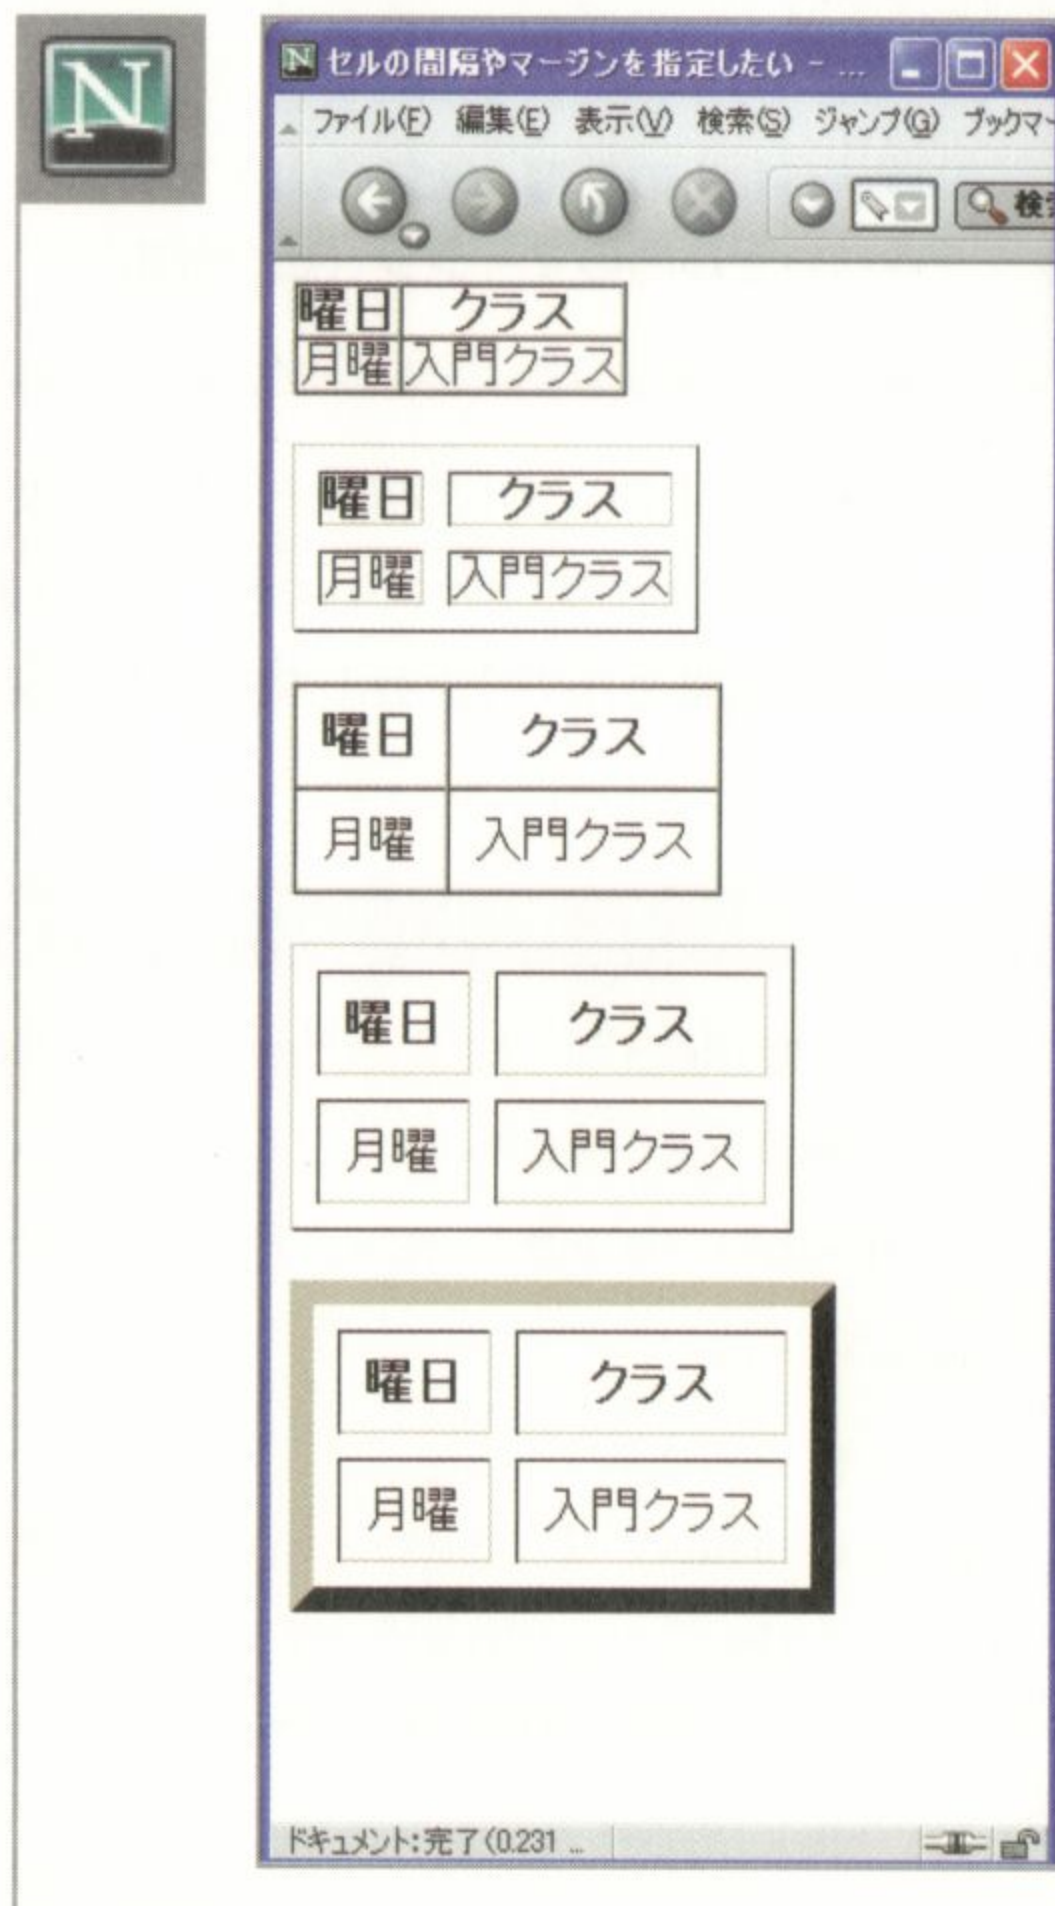 N
N セルの間隔やマージンを指定したい - ...
ファイル(F) 編集(E) 表示(V) 検索(S) ジャンプ(G) ブックマー
曜日 クラス
月曜 入門クラス
曜日 クラス
月曜 入門クラス
曜日 クラス
月曜 入門クラス
曜日 クラス
月曜 入門クラス
曜日 クラス
月曜 入門クラス
ドキュメント:完了(0.231 ...